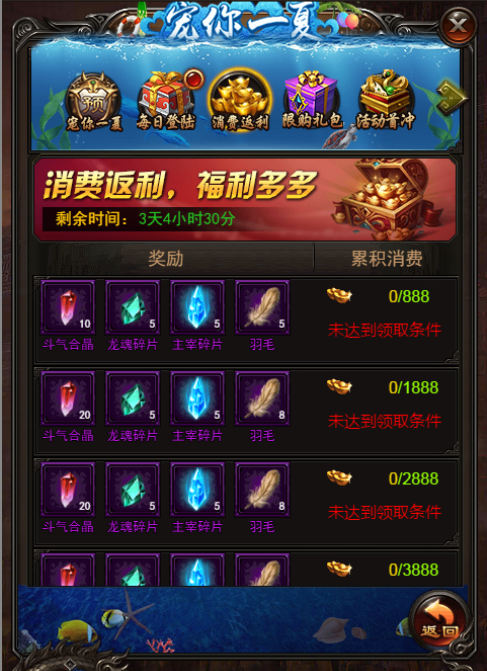 宠你一夏
预
宠你一夏 每日登陆 消费返利 限购礼包 活动首冲
消费返利，福利多多
剩余时间： 3天4小时30分
奖励 累积消费
10 5 5 5 0/888
斗气合晶 龙魂碎片 主宰碎片 羽毛 未达到领取条件
20 5 5 8 0/1888
斗气合晶 龙魂碎片 主宰碎片 羽毛 未达到领取条件
20 5 5 8 0/2888
斗气合晶 龙魂碎片 主宰碎片 羽毛 未达到领取条件
0/3888
返回